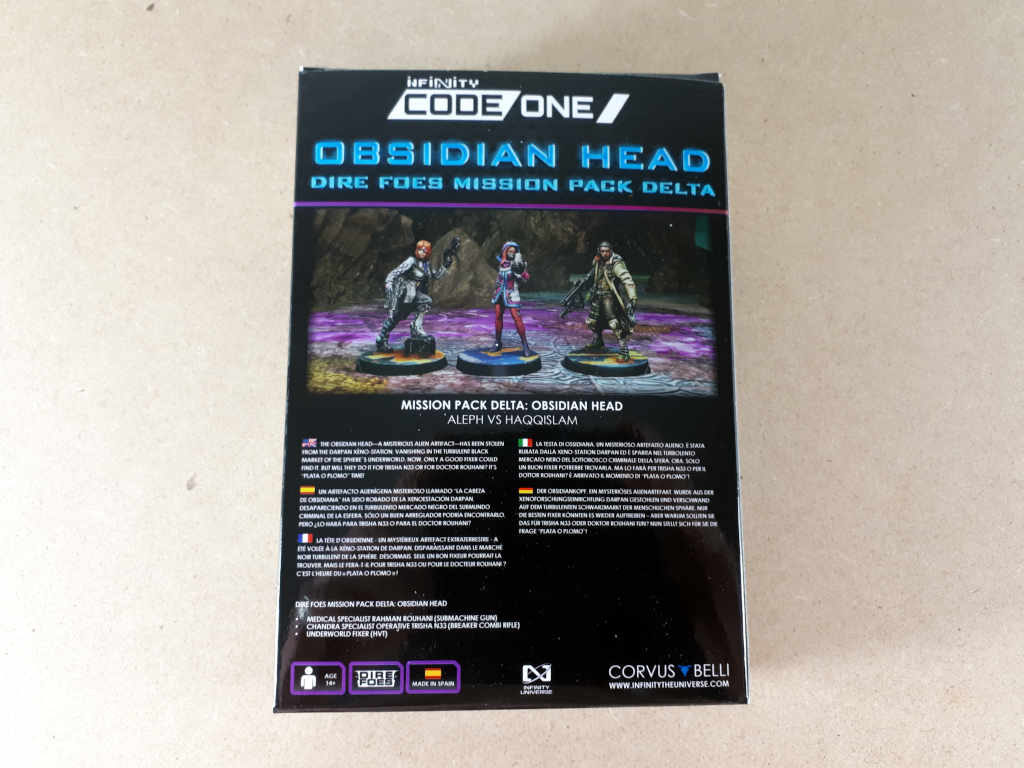 INFINITY
CODE ONE
OBSIDIAN HEAD
DIRE FOES MISSION PACK DELTA
MISSION PACK DELTA: OBSIDIAN HEAD
ALEPH VS HAQQISLAM
THE OBSIDIAN HEAD—A MISTERIOUS ALIEN ARTIFACT—HAS BEEN STOLEN
FROM THE DARPAN XENO-STATION, VANISHING IN THE TURBULENT BLACK
MARKET OF THE SPHERE'S UNDERWORLD. NOW, ONLY A GOOD FIXER COULD
FIND IT. BUT WILL THEY DO IT FOR TRISHA N33 OR FOR DOCTOR ROUHANI? IT'S
"PLATA O PLOMO" TIME!
UN ARTEFACTO ALIENÍGENA MISTERIOSO LLAMADO "LA CABEZA
DE OBSIDIANA" HA SIDO ROBADO DE LA XENOESTACIÓN DARPAN,
DESAPARECIENDO EN EL TURBULENTO MERCADO NEGRO DEL SUBMUNDO
CRIMINAL DE LA ESFERA. SÓLO UN BUEN ARREGLADOR PODRÍA ENCONTRARLO,
PERO ¿LO HARÁ PARA TRISHA N33 O PARA EL DOCTOR ROUHANI?
LA TÊTE D'OBSIDIENNE - UN MYSTÉRIEUX ARTEFACT EXTRATERRESTRE - A
ÉTÉ VOLÉE À LA XÉNO-STATION DE DARPAN, DISPARAISSANT DANS LE MARCHÉ
NOIR TURBULENT DE LA SPHÈRE. DÉSORMAIS, SEUL UN BON FIXEUR POURRAIT LA
TROUVER. MAIS LE FERA-T-IL POUR TRISHA N33 OU POUR LE DOCTEUR ROUHANI ?
C'EST L'HEURE DU « PLATA O PLOMO » !
LA TESTA DI OSSIDIANA, UN MISTERIOSO ARTEFATTO ALIENO, È STATA
RUBATA DALLA XENO-STATION DARPAN ED È SPARITA NEL TURBOLENTO
MERCATO NERO DEL SOTTOBOSCO CRIMINALE DELLA SFERA. ORA, SOLO
UN BUON FIXER POTREBBE TROVARLA. MA LO FARÀ PER TRISHA N33 O PER IL
DOTTOR ROUHANI? È ARRIVATO IL MOMENTO DI "PLATA O PLOMO"!
DER OBSIDIANKOPF, EIN MYSTERIÖSES ALIENARTEFAKT, WURDE AUS DER
XENOFORSCHUNGSEINRICHTUNG DARPAN GESTOHLEN UND VERSCHWAND
AUF DEM TURBULENTEN SCHWARZMARKT DER MENSCHLICHEN SPHÄRE. NUR
DIE BESTEN FIXER KÖNNTEN ES WIEDER AUFTREIBEN – ABER WARUM SOLLTEN SIE
DAS FÜR TRISHA N33 ODER DOKTOR ROUHANI TUN? NUN STELLT SICH FÜR SIE DIE
FRAGE "PLATA O PLOMO"!
DIRE FOES MISSION PACK DELTA: OBSIDIAN HEAD
• MEDICAL SPECIALIST RAHMAN ROUHANI (SUBMACHINE GUN)
• CHANDRA SPECIALIST OPERATIVE TRISHA N33 (BREAKER COMBI RIFLE)
• UNDERWORLD FIXER (HVT)
AGE
14+
DIRE
FOES
MADE IN SPAIN
INFINITY
UNIVERSE
CORVUS BELLI
WWW.INFINITYTHEUNIVERSE.COM